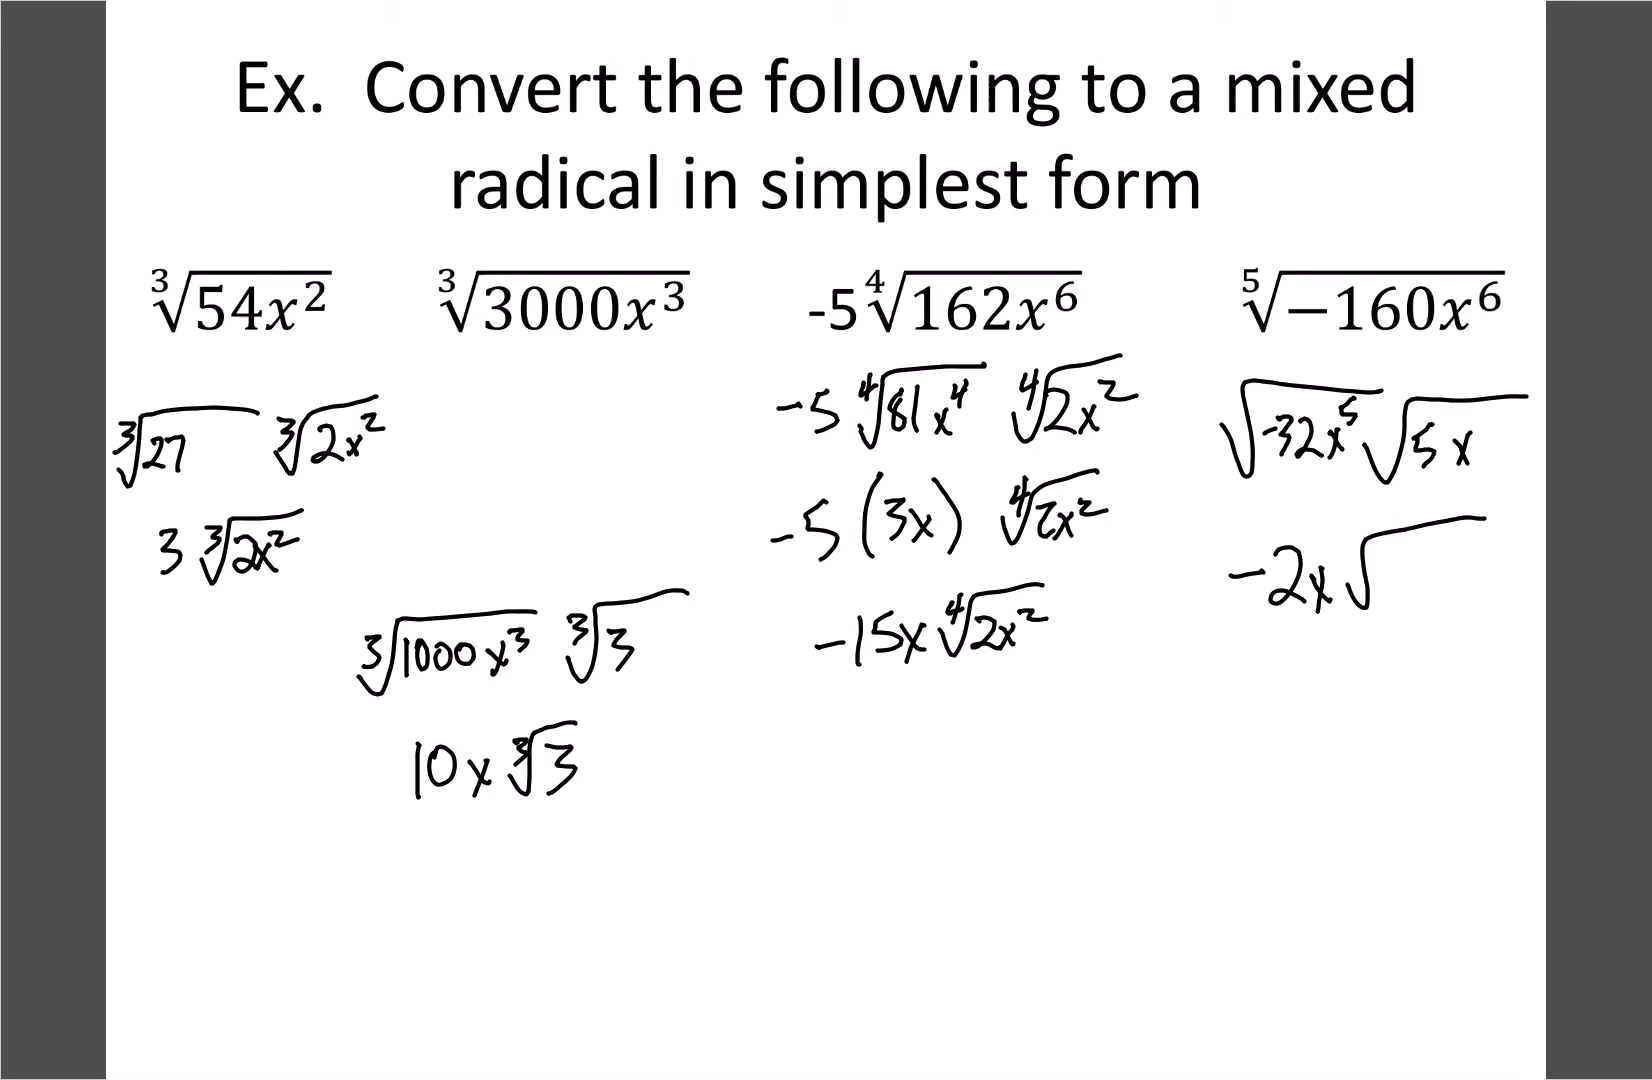 Ex. Convert the following to a mixed
radical in simplest form
∛54x² ∛3000x³ -5∜162x⁶ ⁵√−160x⁶
∛27 ∛2x² -5 ∜81x⁴ ∜2x² √-32x⁵ √5x
3 ∛2x² -5 (3x) ∜2x² -2x√
∛1000x³ ∛3 -15x ∜2x²
10x ∛3